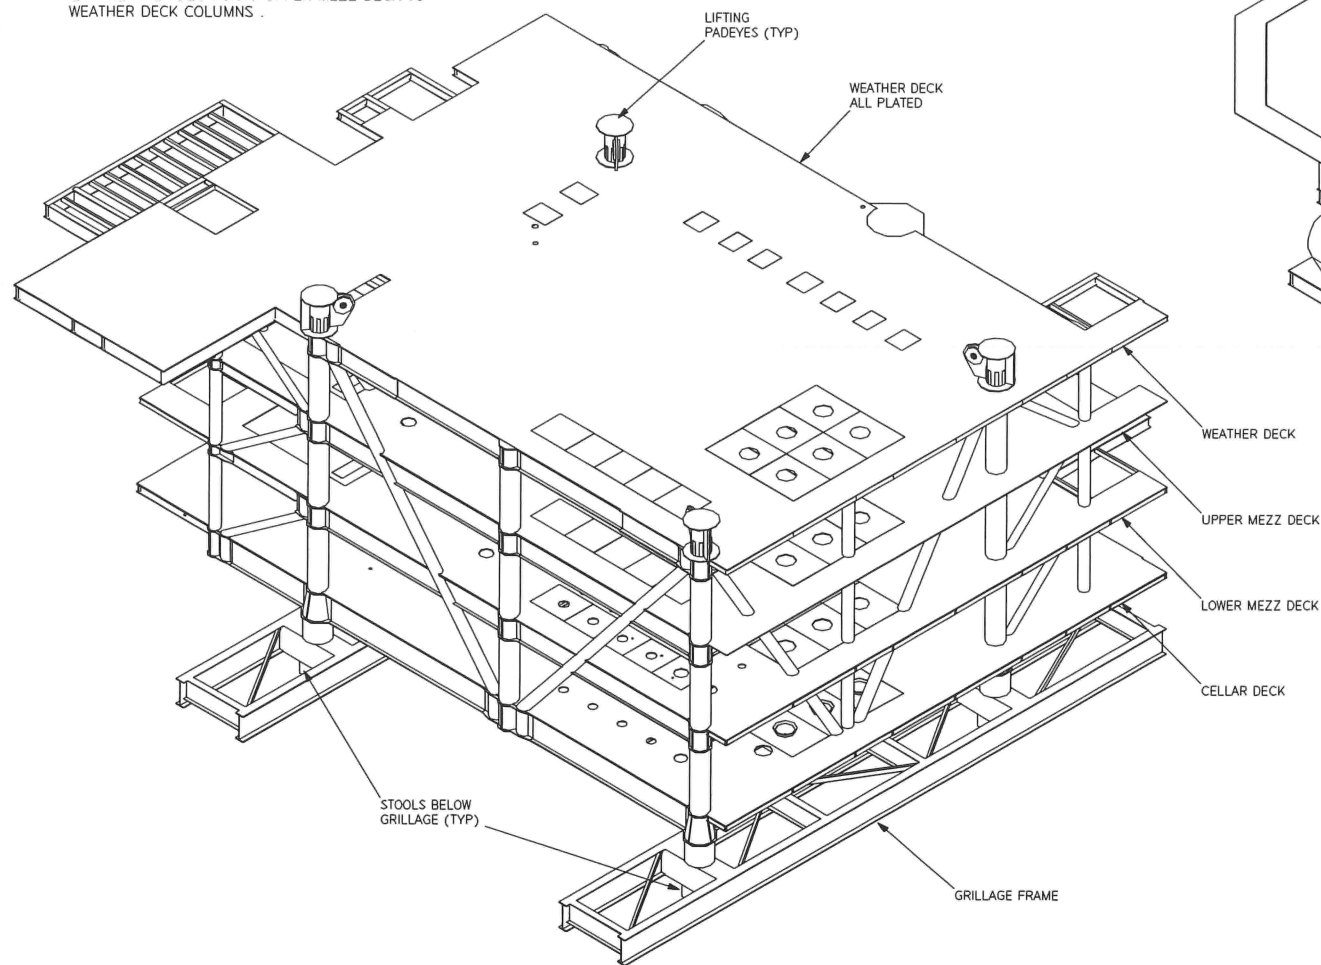 WEATHER DECK COLUMNS .
LIFTING
PADEYES (TYP)
WEATHER DECK
ALL PLATED
WEATHER DECK
UPPER MEZZ DECK
LOWER MEZZ DECK
CELLAR DECK
STOOLS BELOW
GRILLAGE (TYP)
GRILLAGE FRAME